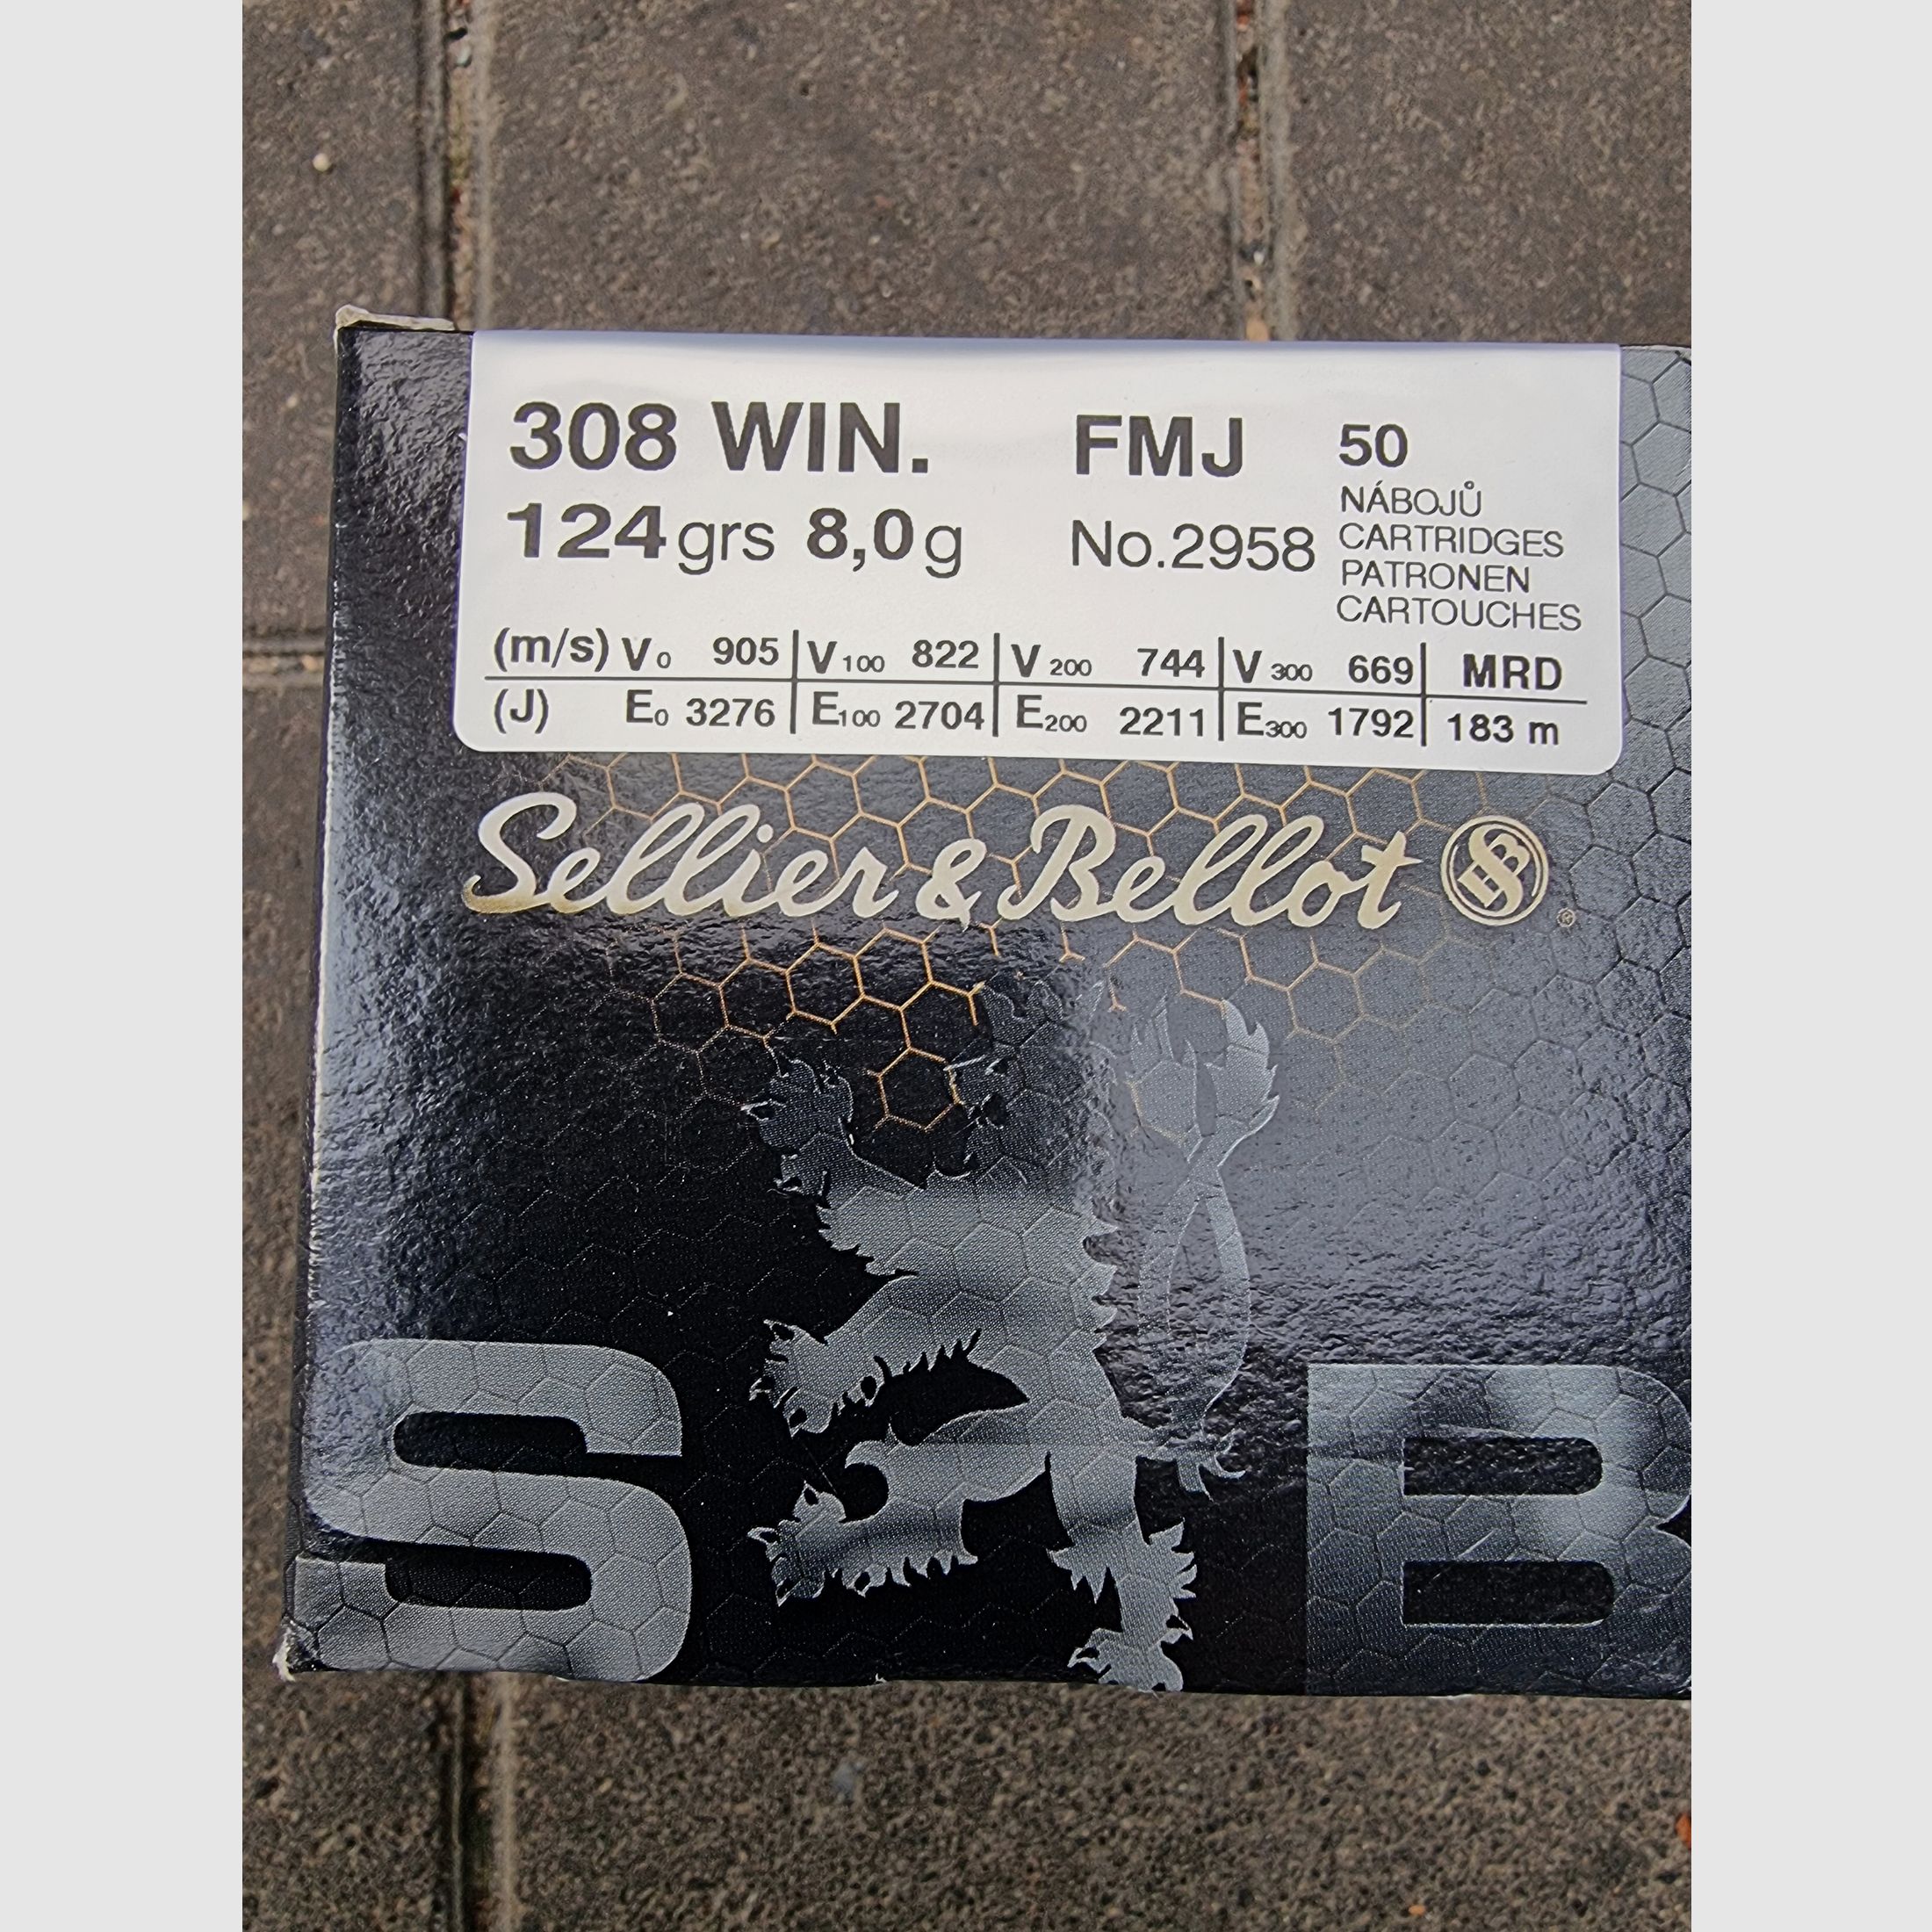 308 WIN. FMJ 50
NÁBOJŮ
124grs 8,0g No.2958 CARTRIDGES
PATRONEN
CARTOUCHES
(m/s) V0 905 V100 822 V200 744 V300 669 MRD
(J) E0 3276 E100 2704 E200 2211 E300 1792 183 m
Sellier & Bellot SB ®
S B